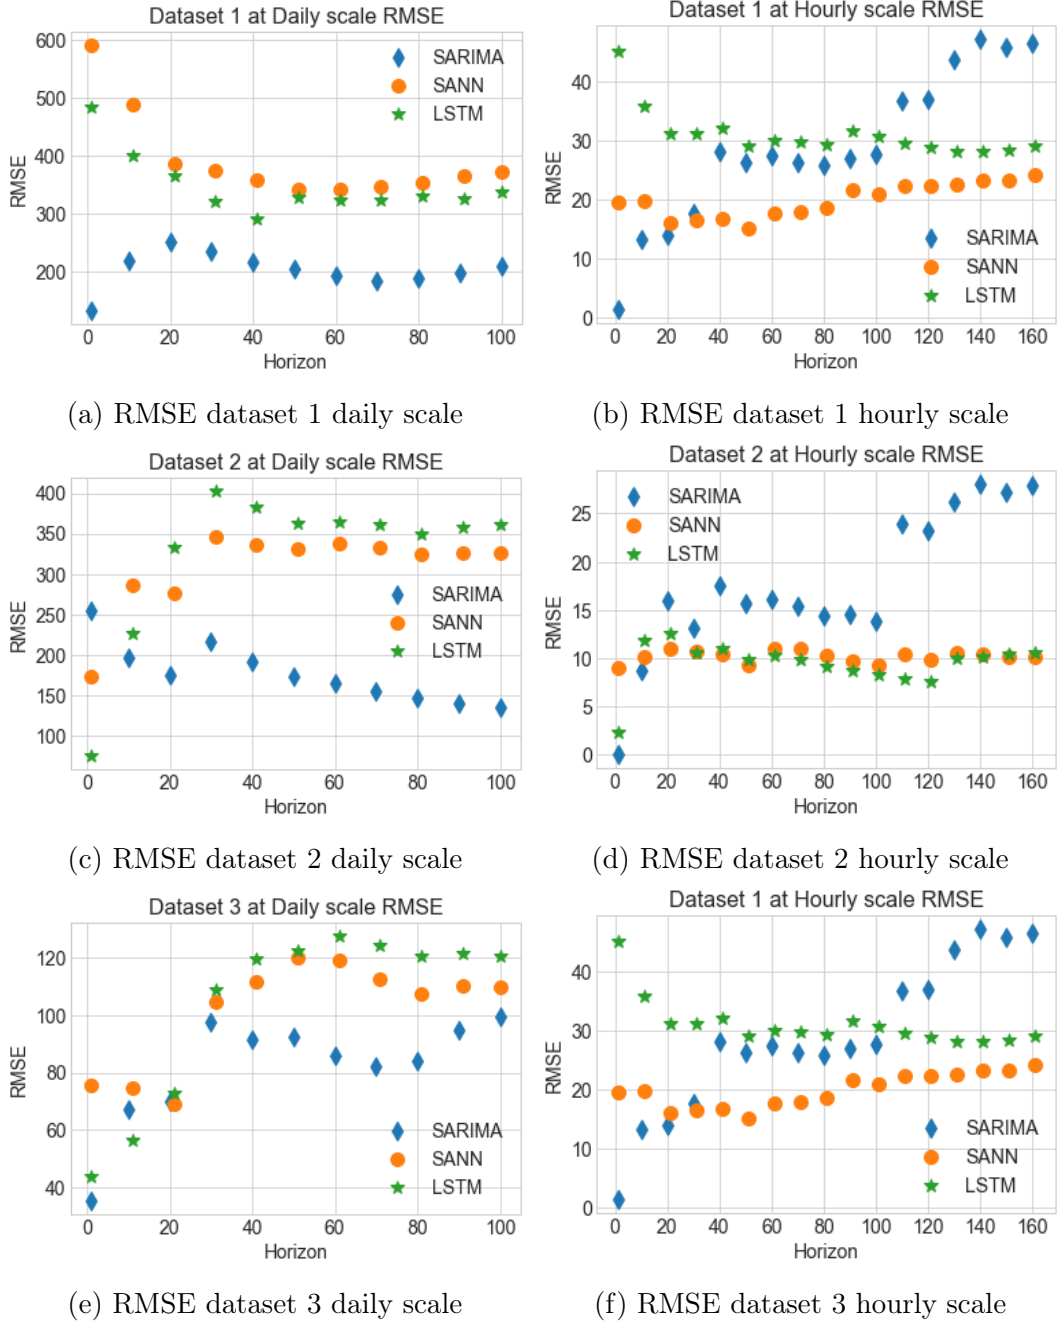 Dataset 1 at Daily scale RMSE
600
500
400
300
200
RMSE
SARIMA
SANN
LSTM
0 20 40 60 80 100
Horizon
(a) RMSE dataset 1 daily scale
Dataset 1 at Hourly scale RMSE
40
30
20
10
0
RMSE
SARIMA
SANN
LSTM
0 20 40 60 80 100 120 140 160
Horizon
(b) RMSE dataset 1 hourly scale
Dataset 2 at Daily scale RMSE
400
350
300
250
200
150
100
RMSE
SARIMA
SANN
LSTM
0 20 40 60 80 100
Horizon
(c) RMSE dataset 2 daily scale
Dataset 2 at Hourly scale RMSE
25
20
15
10
5
0
RMSE
SARIMA
SANN
LSTM
0 20 40 60 80 100 120 140 160
Horizon
(d) RMSE dataset 2 hourly scale
Dataset 3 at Daily scale RMSE
120
100
80
60
40
RMSE
SARIMA
SANN
LSTM
0 20 40 60 80 100
Horizon
(e) RMSE dataset 3 daily scale
Dataset 1 at Hourly scale RMSE
40
30
20
10
0
RMSE
SARIMA
SANN
LSTM
0 20 40 60 80 100 120 140 160
Horizon
(f) RMSE dataset 3 hourly scale